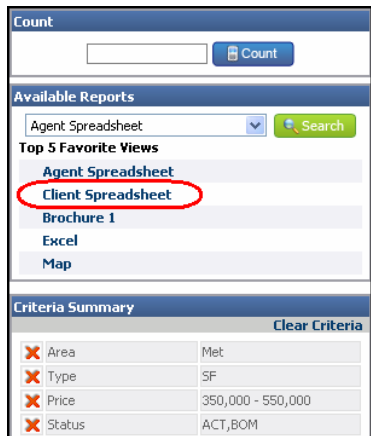 Count
Count
Available Reports
Agent Spreadsheet Search
Top 5 Favorite Views
Agent Spreadsheet
Client Spreadsheet
Brochure 1
Excel
Map
Criteria Summary
Clear Criteria
Area Met
Type SF
Price 350,000 - 550,000
Status ACT,BOM